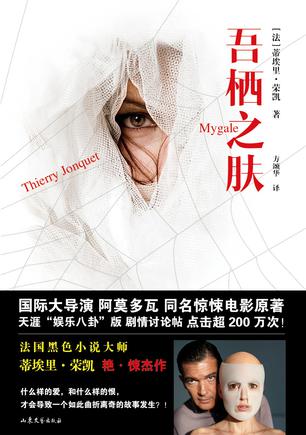 [法]蒂埃里·荣凯 著
吾栖之肤
Mygale
Thierry Jonquet
方颂华 译
国际大导演 阿莫多瓦 同名惊悚电影原著
天涯“娱乐八卦”版 剧情讨论帖 点击超 200 万次!
法国黑色小说大师
蒂埃里·荣凯 艳·惊杰作
什么样的爱，和什么样的恨，
才会导致一个如此曲折离奇的故事发生?!
山东文艺出版社